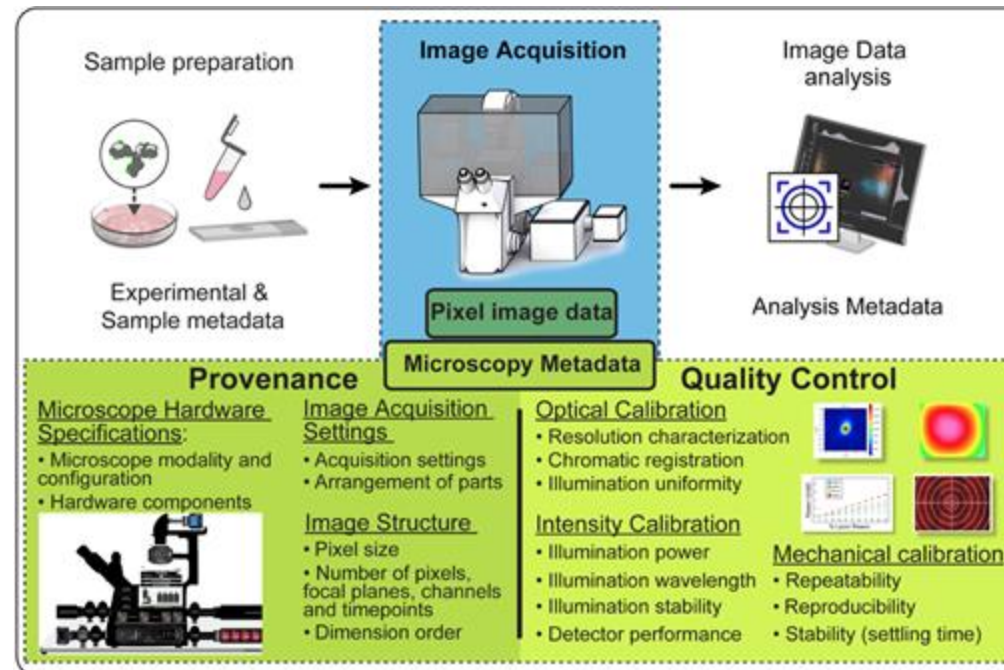 Sample preparation
Experimental &
Sample metadata
Image Acquisition
Pixel image data
Microscopy Metadata
Image Data
analysis
Analysis Metadata
Provenance
Microscope Hardware
Specifications:
• Microscope modality and
configuration
• Hardware components
Image Acquisition
Settings
• Acquisition settings
• Arrangement of parts
Image Structure
• Pixel size
• Number of pixels,
focal planes, channels
and timepoints
• Dimension order
Quality Control
Optical Calibration
• Resolution characterization
• Chromatic registration
• Illumination uniformity
Intensity Calibration
• Illumination power
• Illumination wavelength
• Illumination stability
• Detector performance
Mechanical calibration
• Repeatability
• Reproducibility
• Stability (settling time)